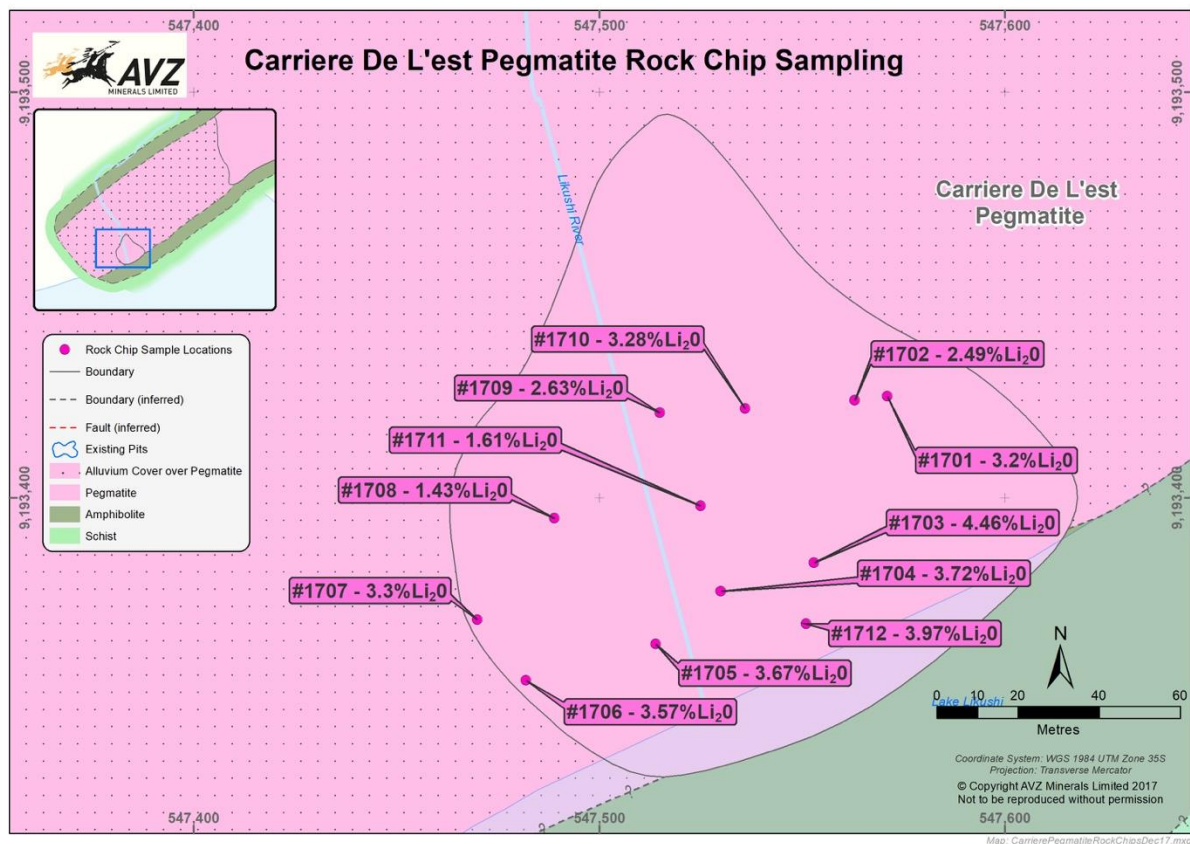 547,400
547,500
547,600
AVZ
MINERALS LIMITED
Carriere De L'est Pegmatite Rock Chip Sampling
9,193,500
9,193,500
Likushi River
Carriere De L'est
Pegmatite
Rock Chip Sample Locations
Boundary
Boundary (inferred)
Fault (inferred)
Existing Pits
Alluvium Cover over Pegmatite
Pegmatite
Amphibolite
Schist
#1710 - 3.28%Li₂0
#1702 - 2.49%Li₂0
#1709 - 2.63%Li₂0
#1711 - 1.61%Li₂0
#1701 - 3.2%Li₂0
#1708 - 1.43%Li₂0
9,193,400
9,193,400
?
#1703 - 4.46%Li₂0
#1704 - 3.72%Li₂0
#1707 - 3.3%Li₂0
#1712 - 3.97%Li₂0
#1705 - 3.67%Li₂0
#1706 - 3.57%Li₂0
N
0 10 20 40 60
Lake Likushi
Metres
Coordinate System: WGS 1984 UTM Zone 35S
Projection: Transverse Mercator
© Copyright AVZ Minerals Limited 2017
Not to be reproduced without permission
?
?
?
547,400
547,500
547,600
Map: CarrierePegmatiteRockChipsDec17.mxd